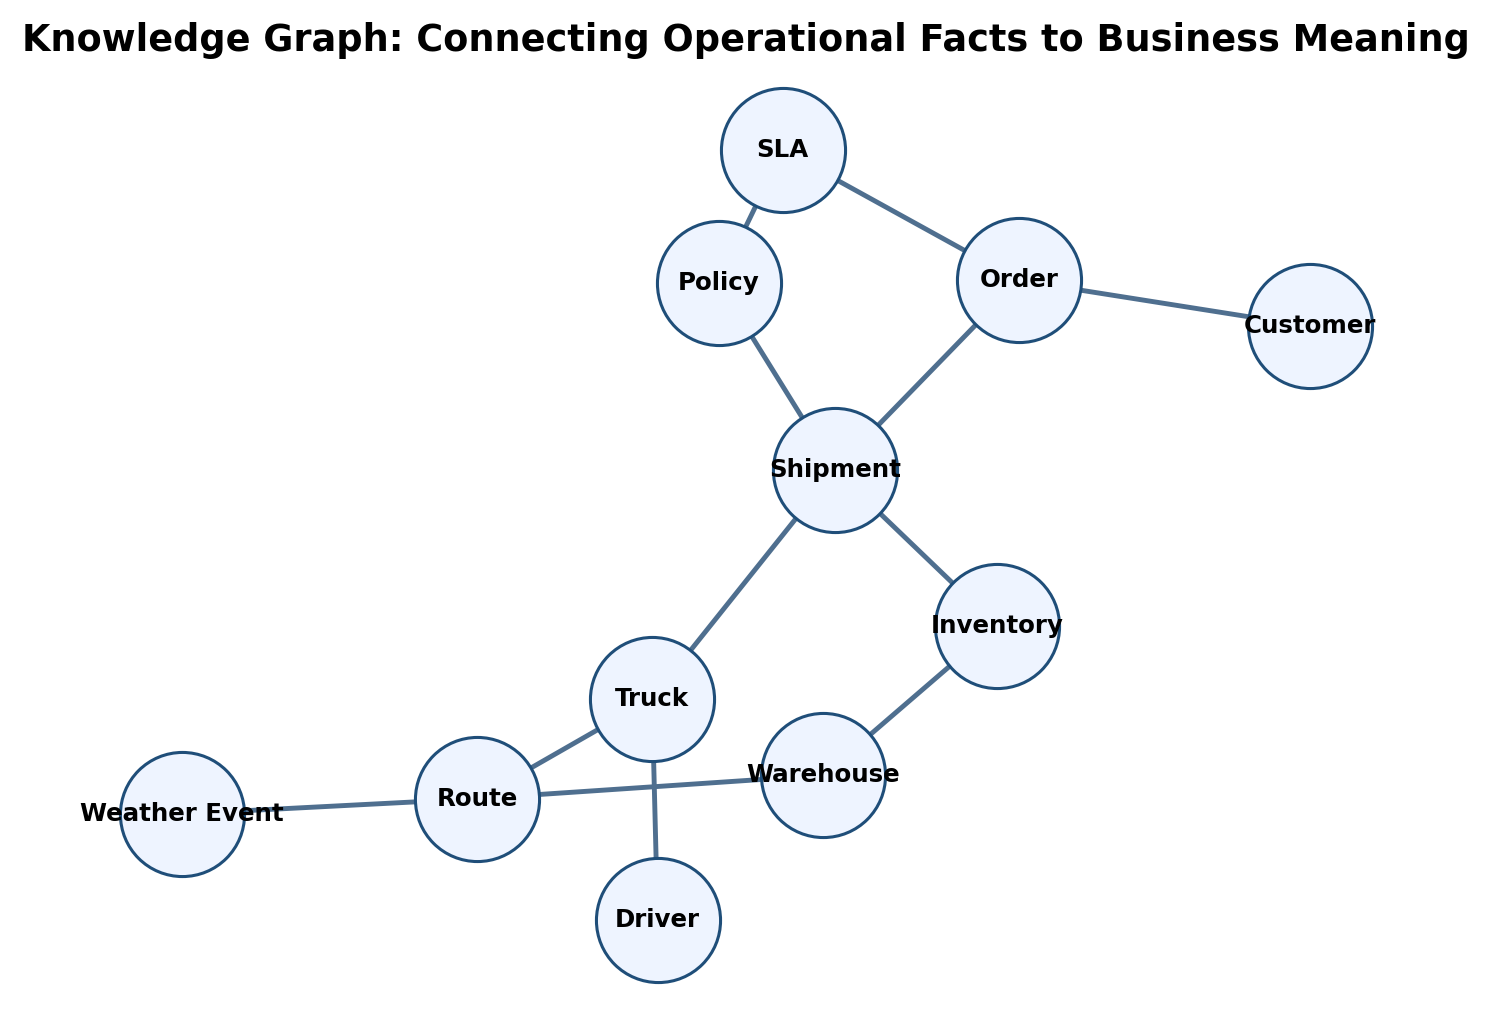 Knowledge Graph: Connecting Operational Facts to Business Meaning
SLA
Policy
Order
Customer
Shipment
Inventory
Truck
Warehouse
Route
Weather Event
Driver